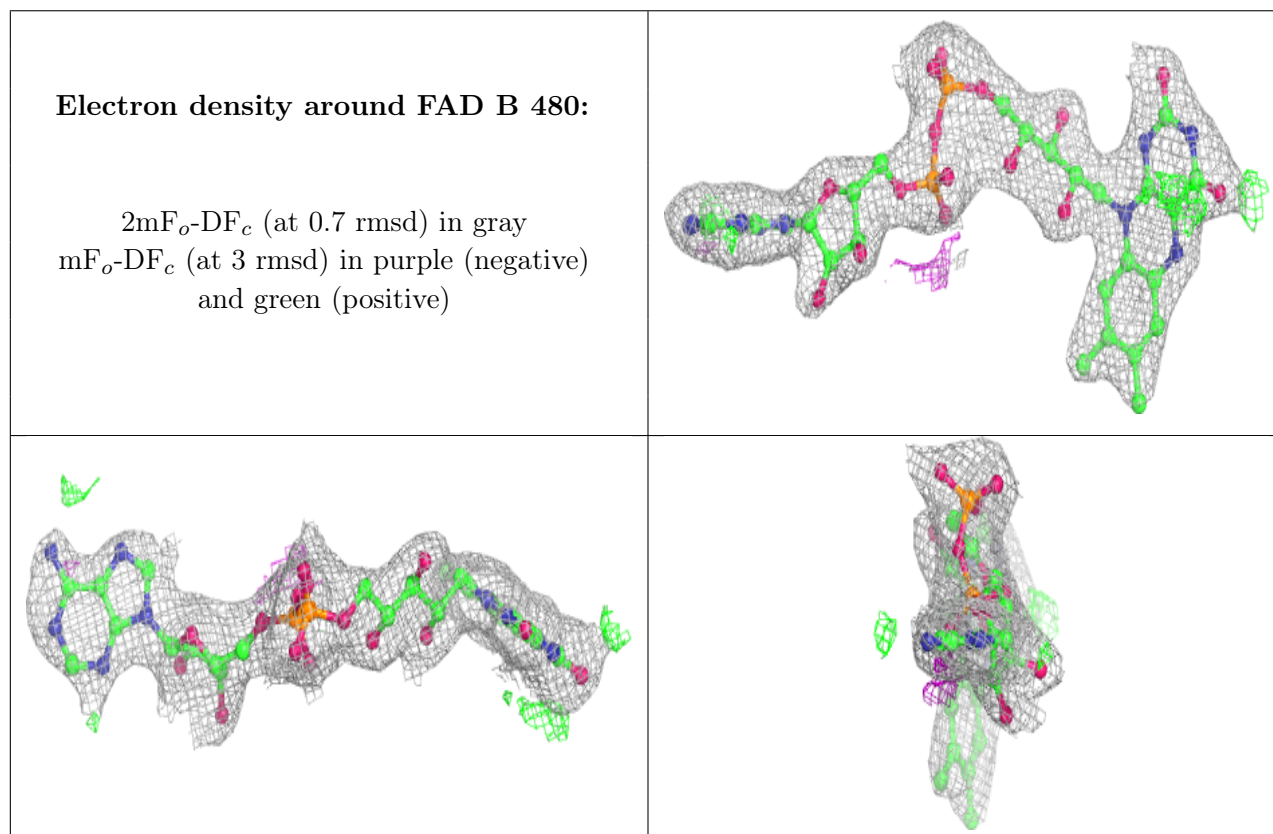 Electron density around FAD B 480:
2mFo-DFc (at 0.7 rmsd) in gray
mFo-DFc (at 3 rmsd) in purple (negative)
and green (positive)